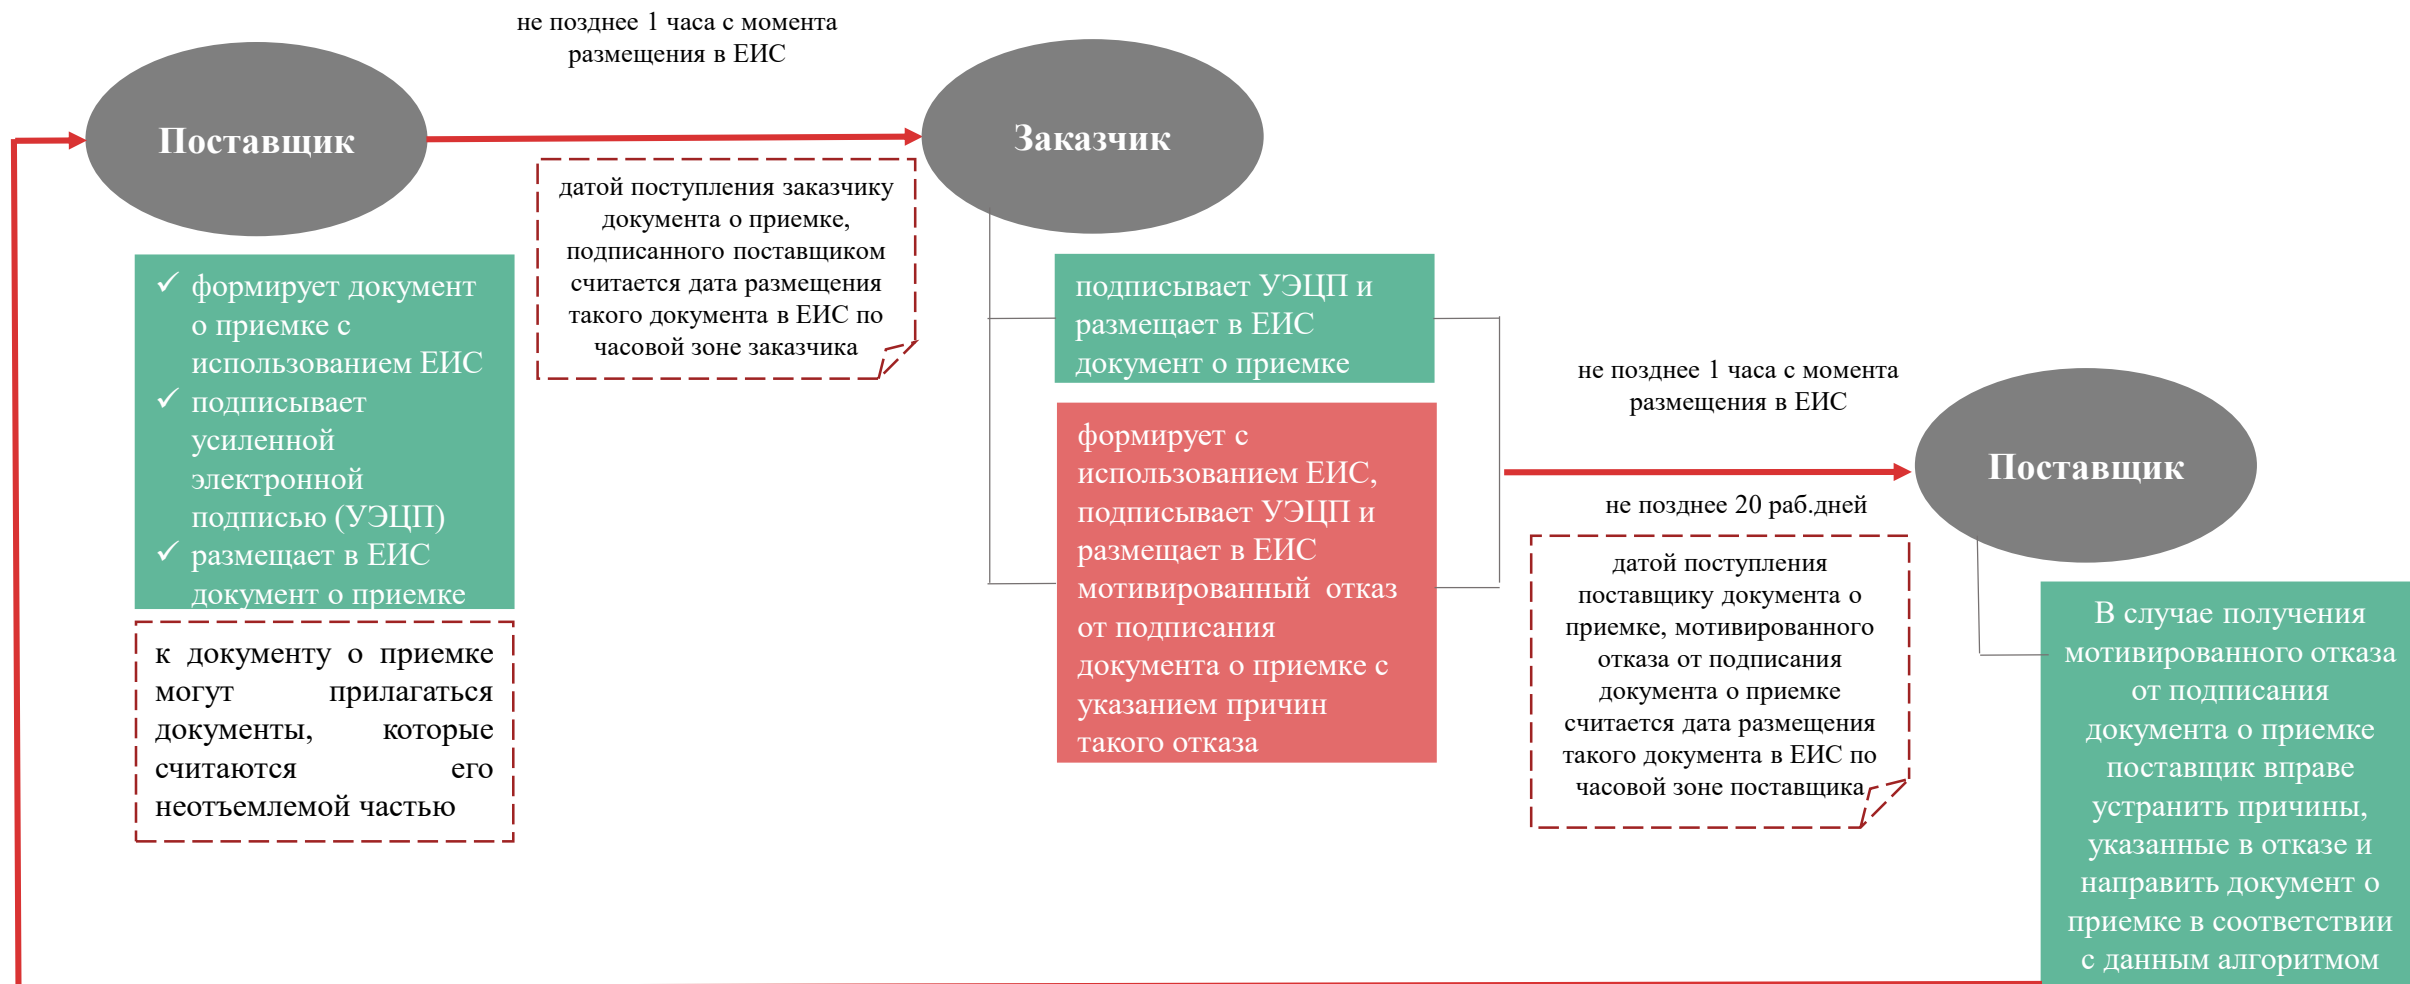 не позднее 1 часа с момента
размещения в ЕИС
Поставщик
Заказчик
датой поступления заказчику
документа о приемке,
подписанного поставщиком
считается дата размещения
такого документа в ЕИС по
часовой зоне заказчика
формирует документ
о приемке с
использованием ЕИС
подписывает
усиленной
электронной
подписью (УЭЦП)
размещает в ЕИС
документ о приемке
к документу о приемке
могут прилагаться
документы, которые
считаются его
неотъемлемой частью
подписывает УЭЦП и
размещает в ЕИС
документ о приемке
формирует с
использованием ЕИС,
подписывает УЭЦП и
размещает в ЕИС
мотивированный отказ
от подписания
документа о приемке с
указанием причин
такого отказа
не позднее 1 часа с момента
размещения в ЕИС
не позднее 20 раб.дней
Поставщик
датой поступления
поставщику документа о
приемке, мотивированного
отказа от подписания
документа о приемке
считается дата размещения
такого документа в ЕИС по
часовой зоне поставщика
В случае получения
мотивированного отказа
от подписания
документа о приемке
поставщик вправе
устранить причины,
указанные в отказе и
направить документ о
приемке в соответствии
с данным алгоритмом